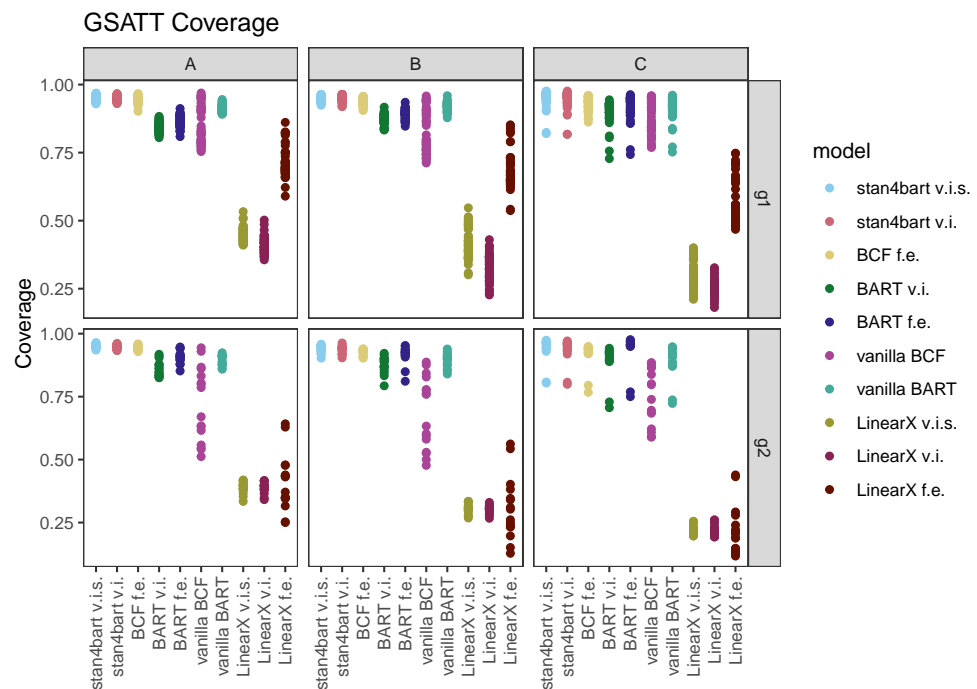 GSATT Coverage
A
B
C
1.00
0.75
0.50
0.25
g1
1.00
0.75
0.50
0.25
g2
Coverage
stan4bart v.i.s.
stan4bart v.i.
BCF f.e.
BART v.i.
BART f.e.
vanilla BCF
vanilla BART
LinearX v.i.s.
LinearX v.i.
LinearX f.e.
stan4bart v.i.s.
stan4bart v.i.
BCF f.e.
BART v.i.
BART f.e.
vanilla BCF
vanilla BART
LinearX v.i.s.
LinearX v.i.
LinearX f.e.
stan4bart v.i.s.
stan4bart v.i.
BCF f.e.
BART v.i.
BART f.e.
vanilla BCF
vanilla BART
LinearX v.i.s.
LinearX v.i.
LinearX f.e.
model
stan4bart v.i.s.
stan4bart v.i.
BCF f.e.
BART v.i.
BART f.e.
vanilla BCF
vanilla BART
LinearX v.i.s.
LinearX v.i.
LinearX f.e.